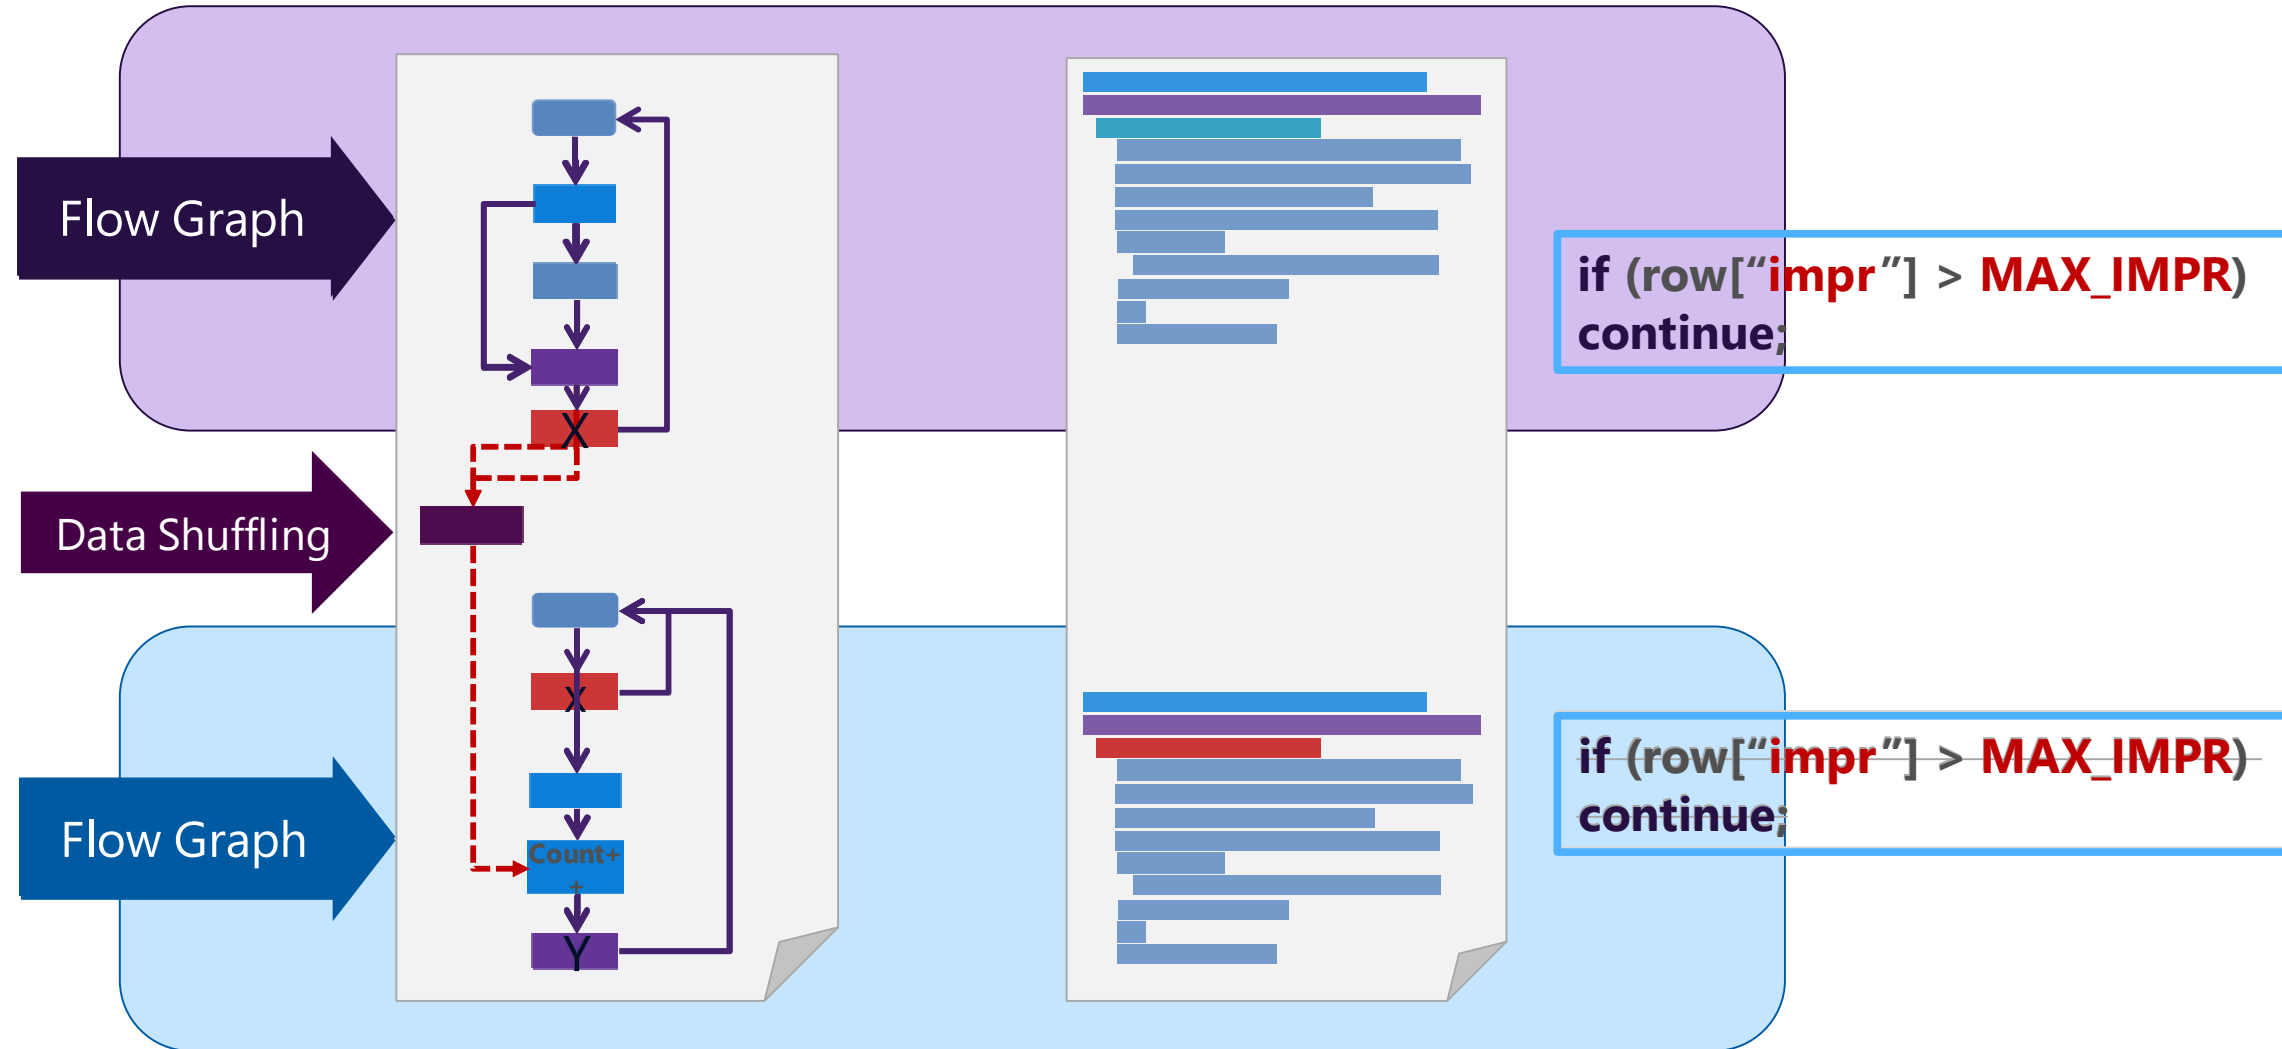 Flow Graph
if (row[“impr”] > MAX_IMPR)
continue;
X
Data Shuffling
X
if (row[“impr”] > MAX_IMPR)
continue;
Flow Graph
Count+
+
Y